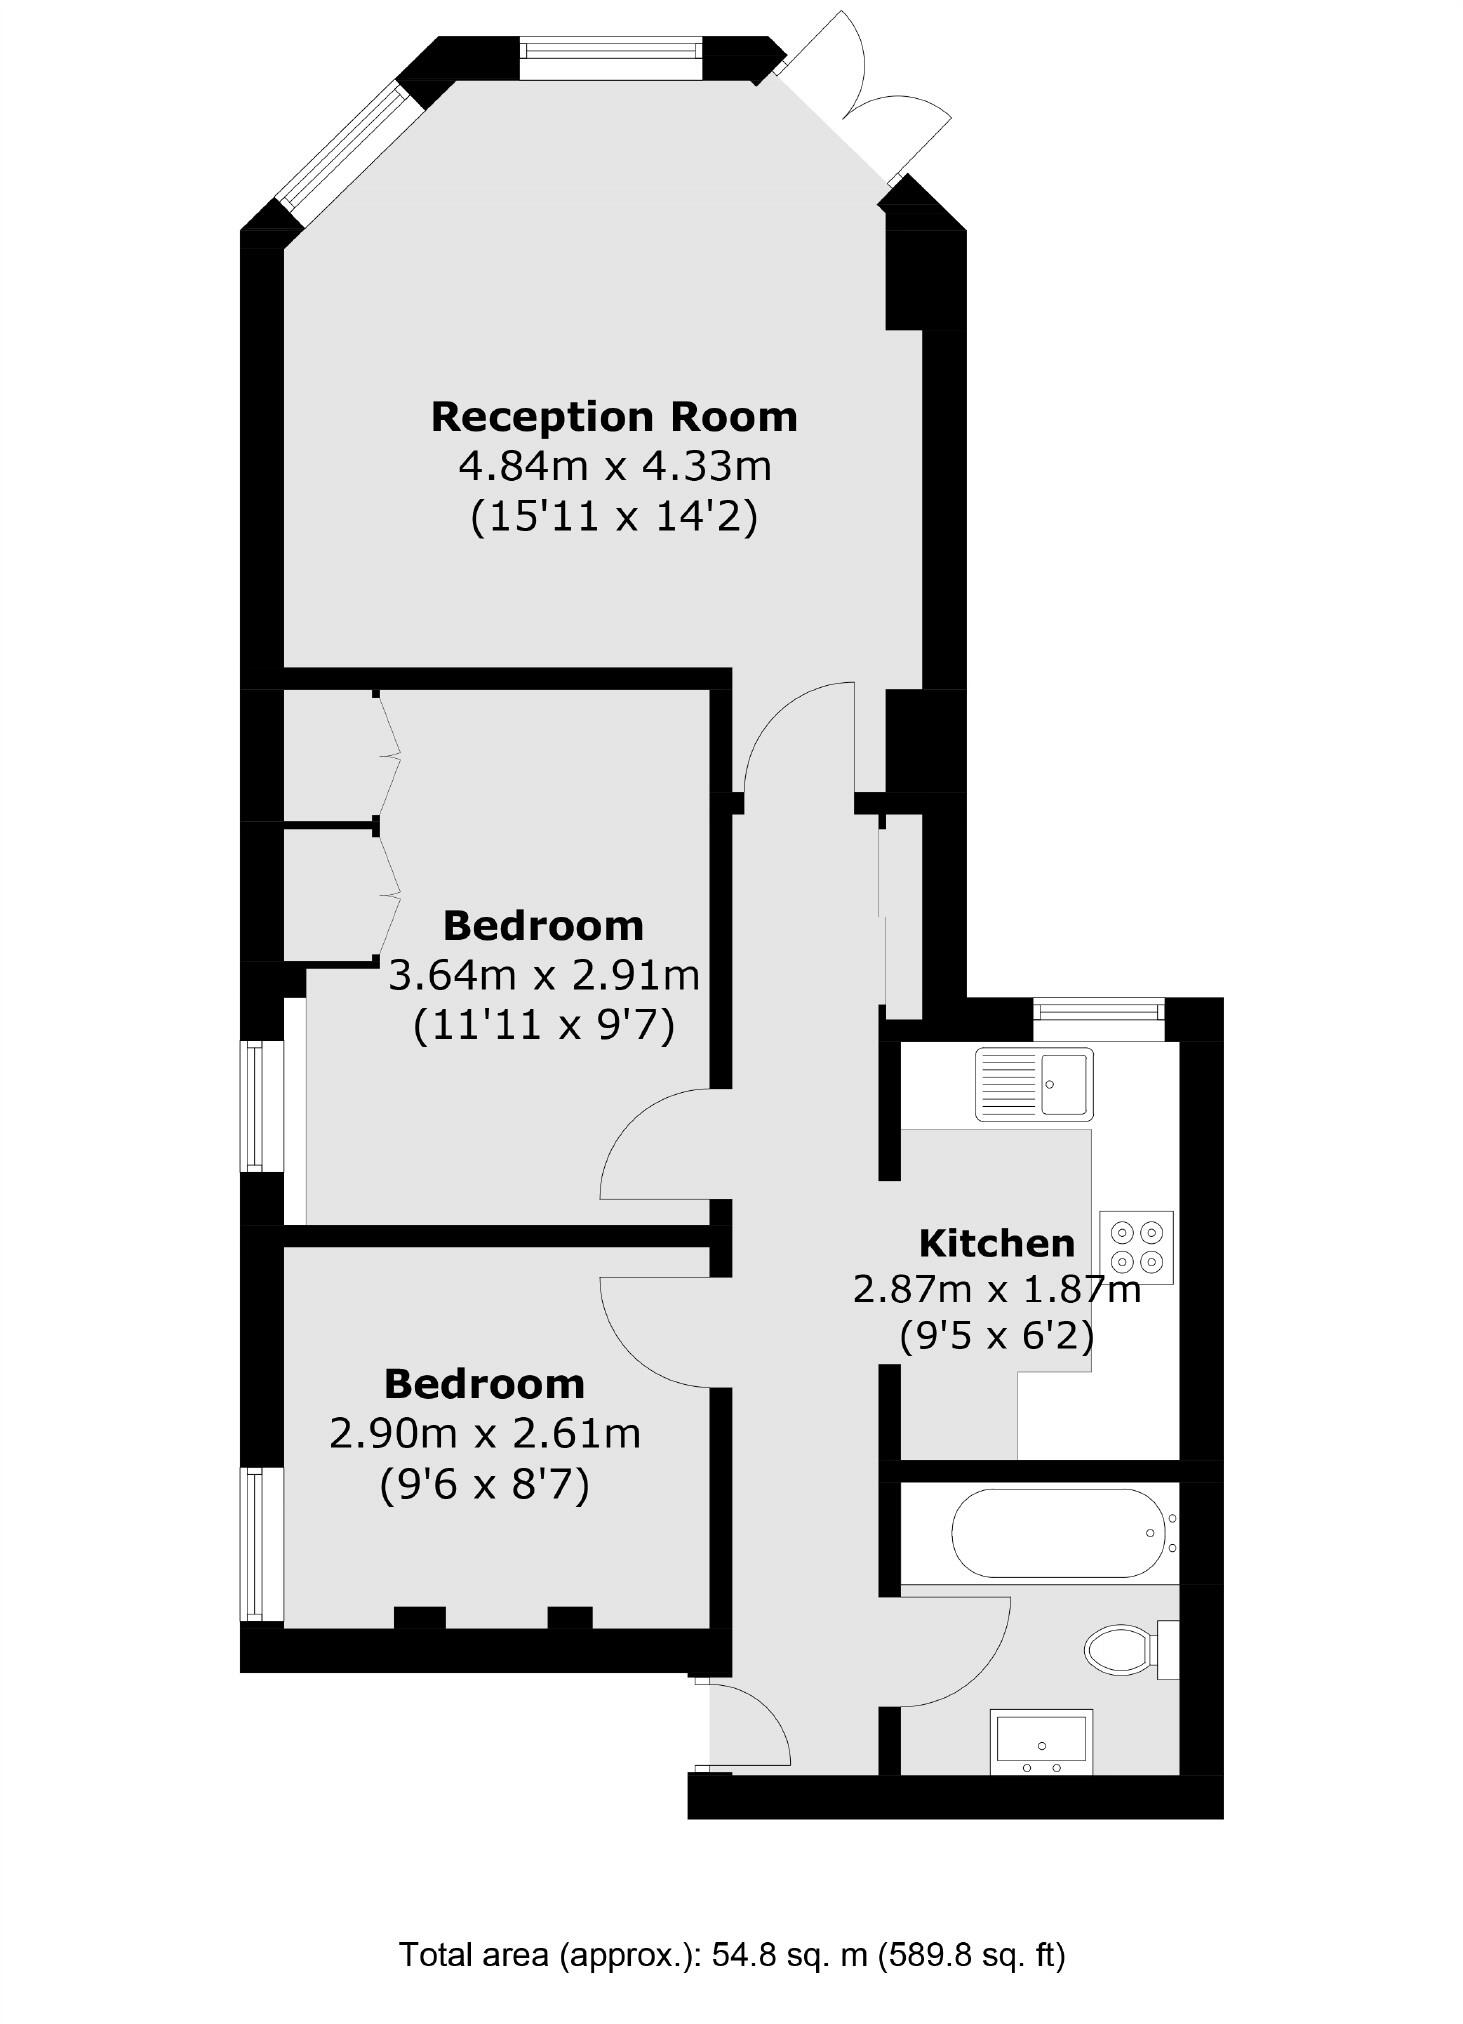 Reception Room
4.84m x 4.33m
(15'11 x 14'2)
Bedroom
3.64m x 2.91m
(11'11 x 9'7)
Kitchen
2.87m x 1.87m
(9'5 x 6'2)
Bedroom
2.90m x 2.61m
(9'6 x 8'7)
Total area (approx.): 54.8 sq. m (589.8 sq. ft)